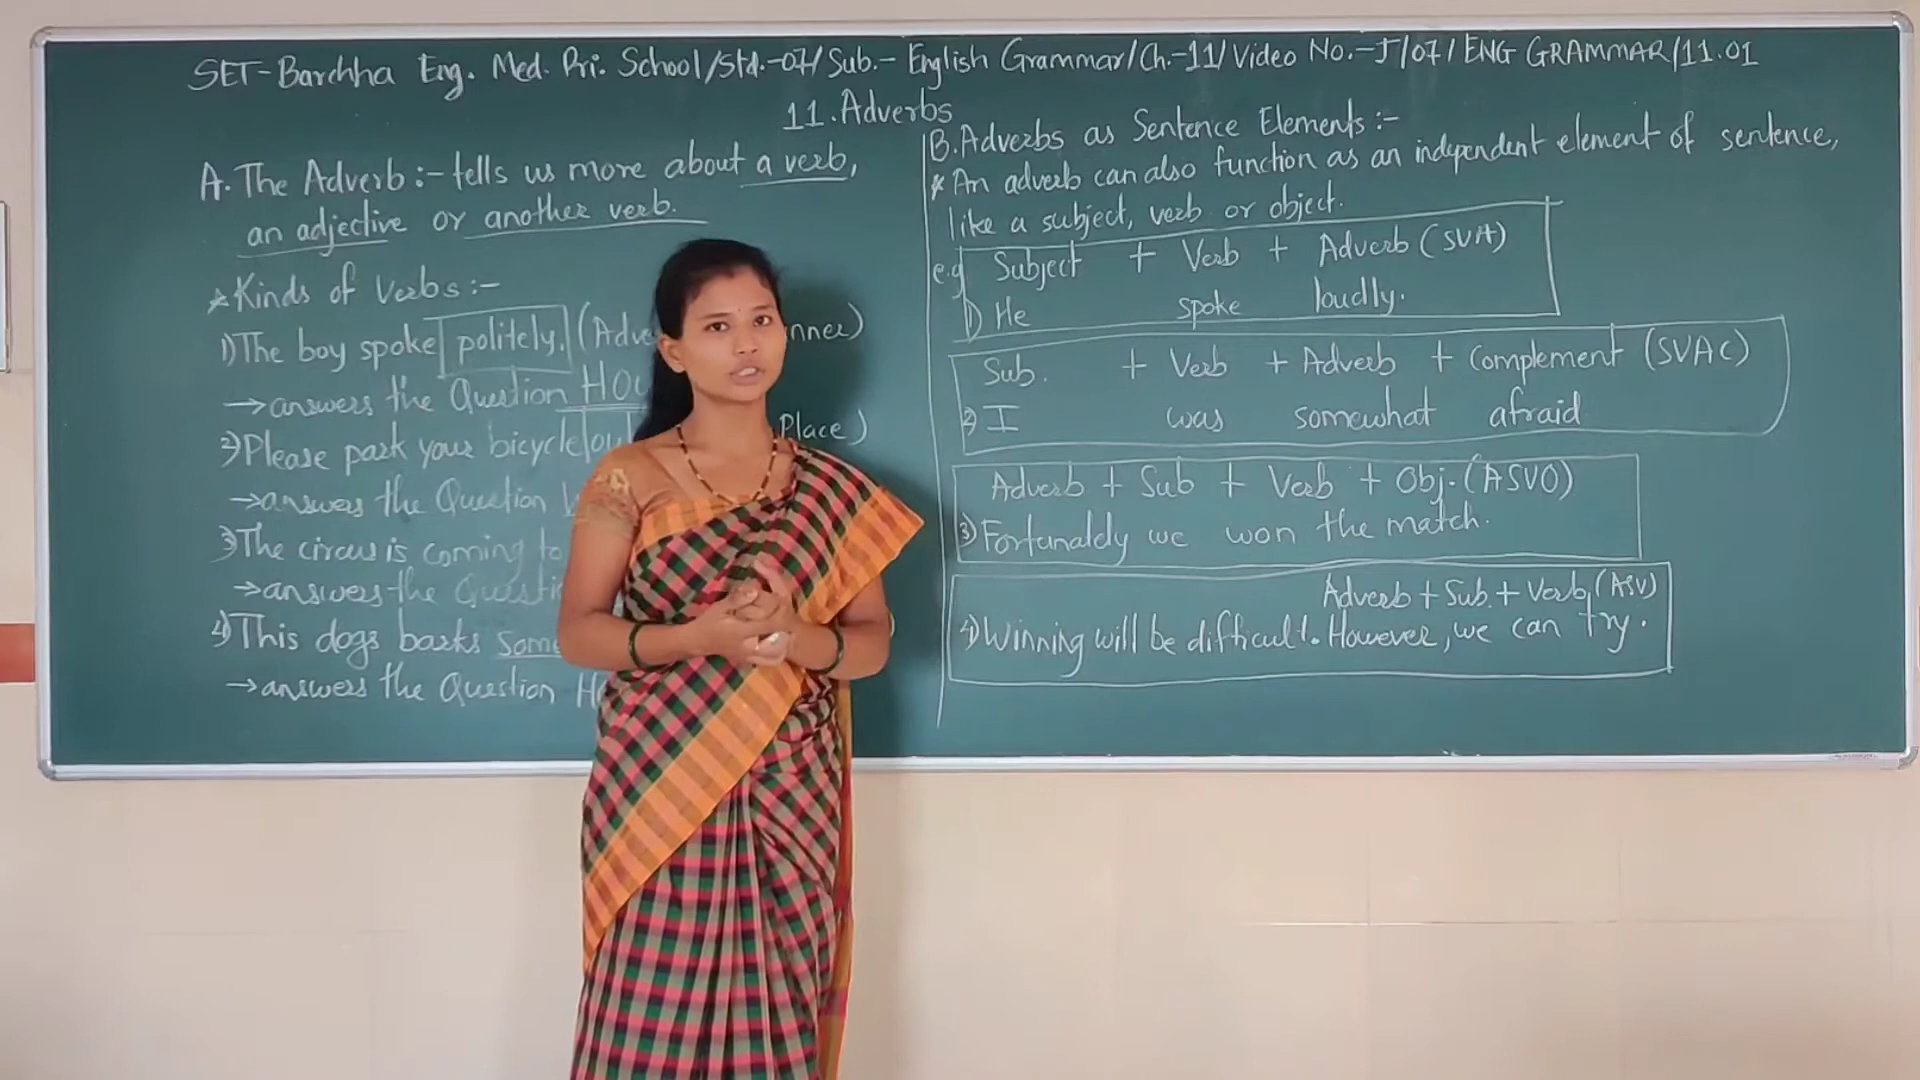 SET-Barchha Eng. Med. Pri. School/Std.-07/Sub.- English Grammar/Ch.-11/Video No.-J/07/ENG GRAMMAR/11.01
11.Adverbs
A. The Adverb :- tells us more about a verb,
an adjective or another verb.
*Kinds of Verbs :-
1)The boy spoke politely. (Adve nner)
→answers the Question HO
2)Please park your bicycle ou Place)
→answers the Question
3)The circus is coming to
→answers the Questi
4)This dogs barks Some )
→answers the Question H
B.Adverbs as Sentence Elements:-
* An adverb can also function as an independent element of sentence,
like a subject, verb or object.
e.g Subject + Verb + Adverb (SVA)
1) He spoke loudly.
Sub. + Verb + Adverb + Complement (SVAC)
2) I was somewhat afraid
Adverb + Sub + Verb + Obj. (ASVO)
3)Fortunately we won the match.
Adverb + Sub. + Verb (ASV)
4)Winning will be difficult. However, we can try.